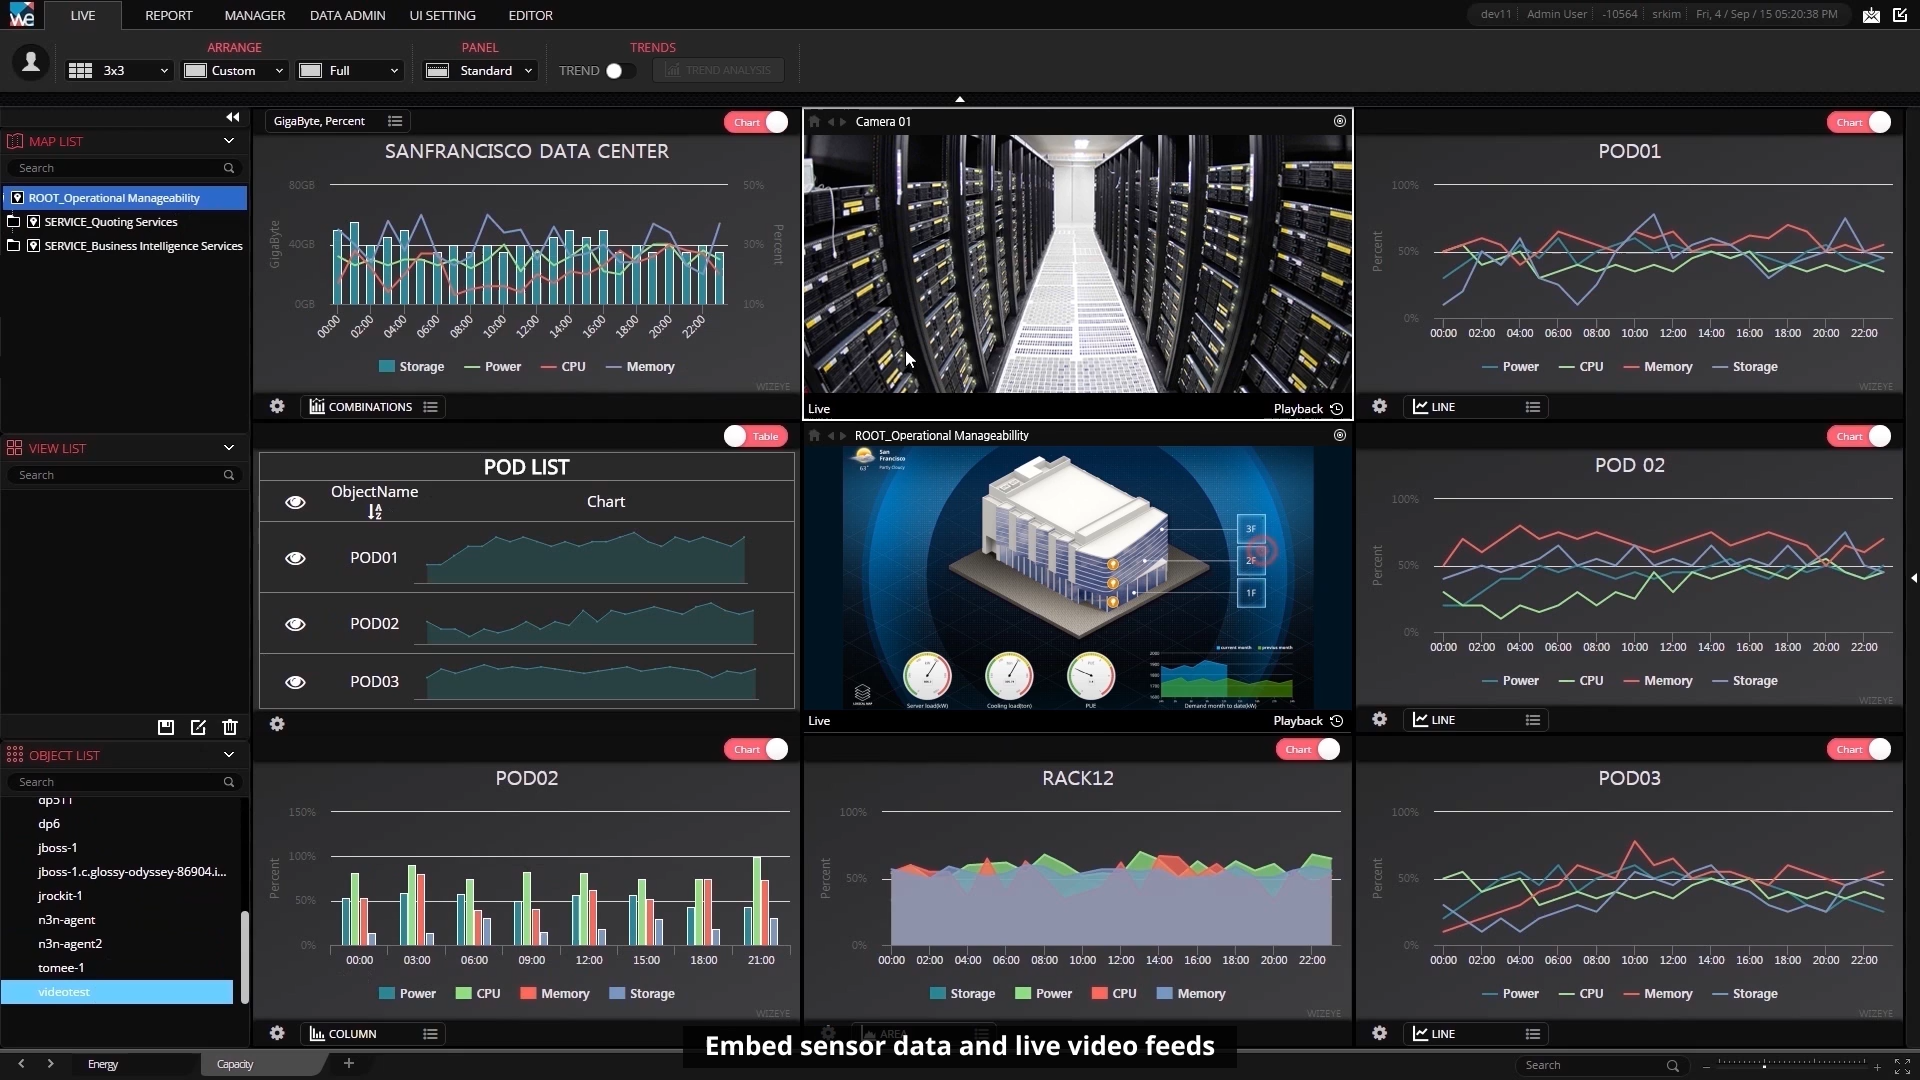 we
LIVE
REPORT
MANAGER
DATA ADMIN
UI SETTING
EDITOR
dev11
Admin User
-10564
srkim
Fri, 4 / Sep / 15 05:20:38 PM
ARRANGE
PANEL
TRENDS
3x3
Custom
Full
Standard
TREND
TREND ANALYSIS
MAP LIST
Search
ROOT_Operational Manageability
SERVICE_Quoting Services
SERVICE_Business Intelligence Services
VIEW LIST
Search
OBJECT LIST
Search
dp511
dp6
jboss-1
jboss-1.c.glossy-odyssey-86904.i...
jrockit-1
n3n-agent
n3n-agent2
tomee-1
videotest
GigaByte, Percent
Chart
SANFRANCISCO DATA CENTER
80GB
40GB
0GB
GigaByte
50%
30%
10%
Percent
00:00 02:00 04:00 06:00 08:00 10:00 12:00 14:00 16:00 18:00 20:00 22:00
Storage Power CPU Memory
WIZEYE
COMBINATIONS
Camera 01
Live
Playback
Chart
POD01
100%
50%
0%
Percent
00:00 02:00 04:00 06:00 08:00 10:00 12:00 14:00 16:00 18:00 20:00 22:00
Power CPU Memory Storage
WIZEYE
LINE
Table
POD LIST
ObjectName
Chart
POD01
POD02
POD03
ROOT_Operational Manageability
San
Francisco
Partly Cloudy
63°
3F
2F
1F
current month
previus month
Server load(kW)
Cooling load(ton)
PUE
Demand month to date(kW)
LOGICAL MAP
Live
Playback
Chart
POD 02
100%
50%
0%
Percent
00:00 02:00 04:00 06:00 08:00 10:00 12:00 14:00 16:00 18:00 20:00 22:00
Power CPU Memory Storage
WIZEYE
LINE
Chart
POD02
150%
100%
50%
0%
Percent
00:00 03:00 06:00 09:00 12:00 15:00 18:00 21:00
Power CPU Memory Storage
WIZEYE
COLUMN
Chart
RACK12
100%
50%
0%
Percent
00:00 02:00 04:00 06:00 08:00 10:00 12:00 14:00 16:00 18:00 20:00 22:00
Storage Power CPU Memory
WIZEYE
AREA
Chart
POD03
100%
50%
0%
Percent
00:00 02:00 04:00 06:00 08:00 10:00 12:00 14:00 16:00 18:00 20:00 22:00
Power CPU Memory Storage
WIZEYE
LINE
Embed sensor data and live video feeds
Energy
Capacity
+
Search